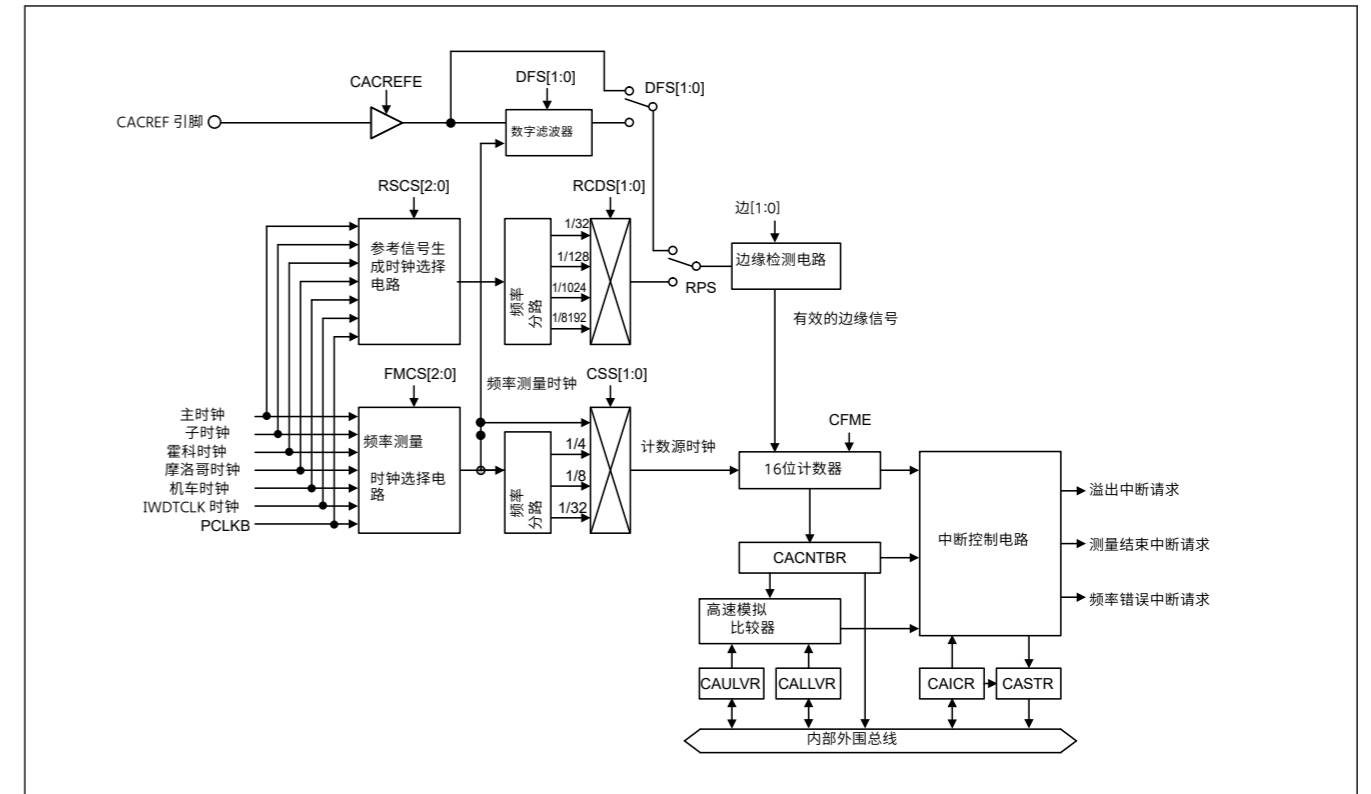 CACREFE
DFS[1:0]
DFS[1:0]
CACREF 引脚
数字滤波器
RSCS[2:0]
RCDS[1:0]
边[1:0]
参考信号生
成时钟选择
电路
频率
分路
1/32
1/128
1/1024
1/8192
RPS
边缘检测电路
有效的边缘信号
FMCS[2:0]
频率测量时钟
CSS[1:0]
主时钟
子时钟
霍科时钟
摩洛哥时钟
机车时钟
IWDTCLK 时钟
PCLKB
频率测量
时钟选择电
路
频率
分路
1/4
1/8
1/32
计数源时钟
CFME
16位计数器
CACNTBR
高速模拟
比较器
CAULVR
CALLVR
中断控制电路
溢出中断请求
测量结束中断请求
频率错误中断请求
CAICR
CASTR
内部外围总线